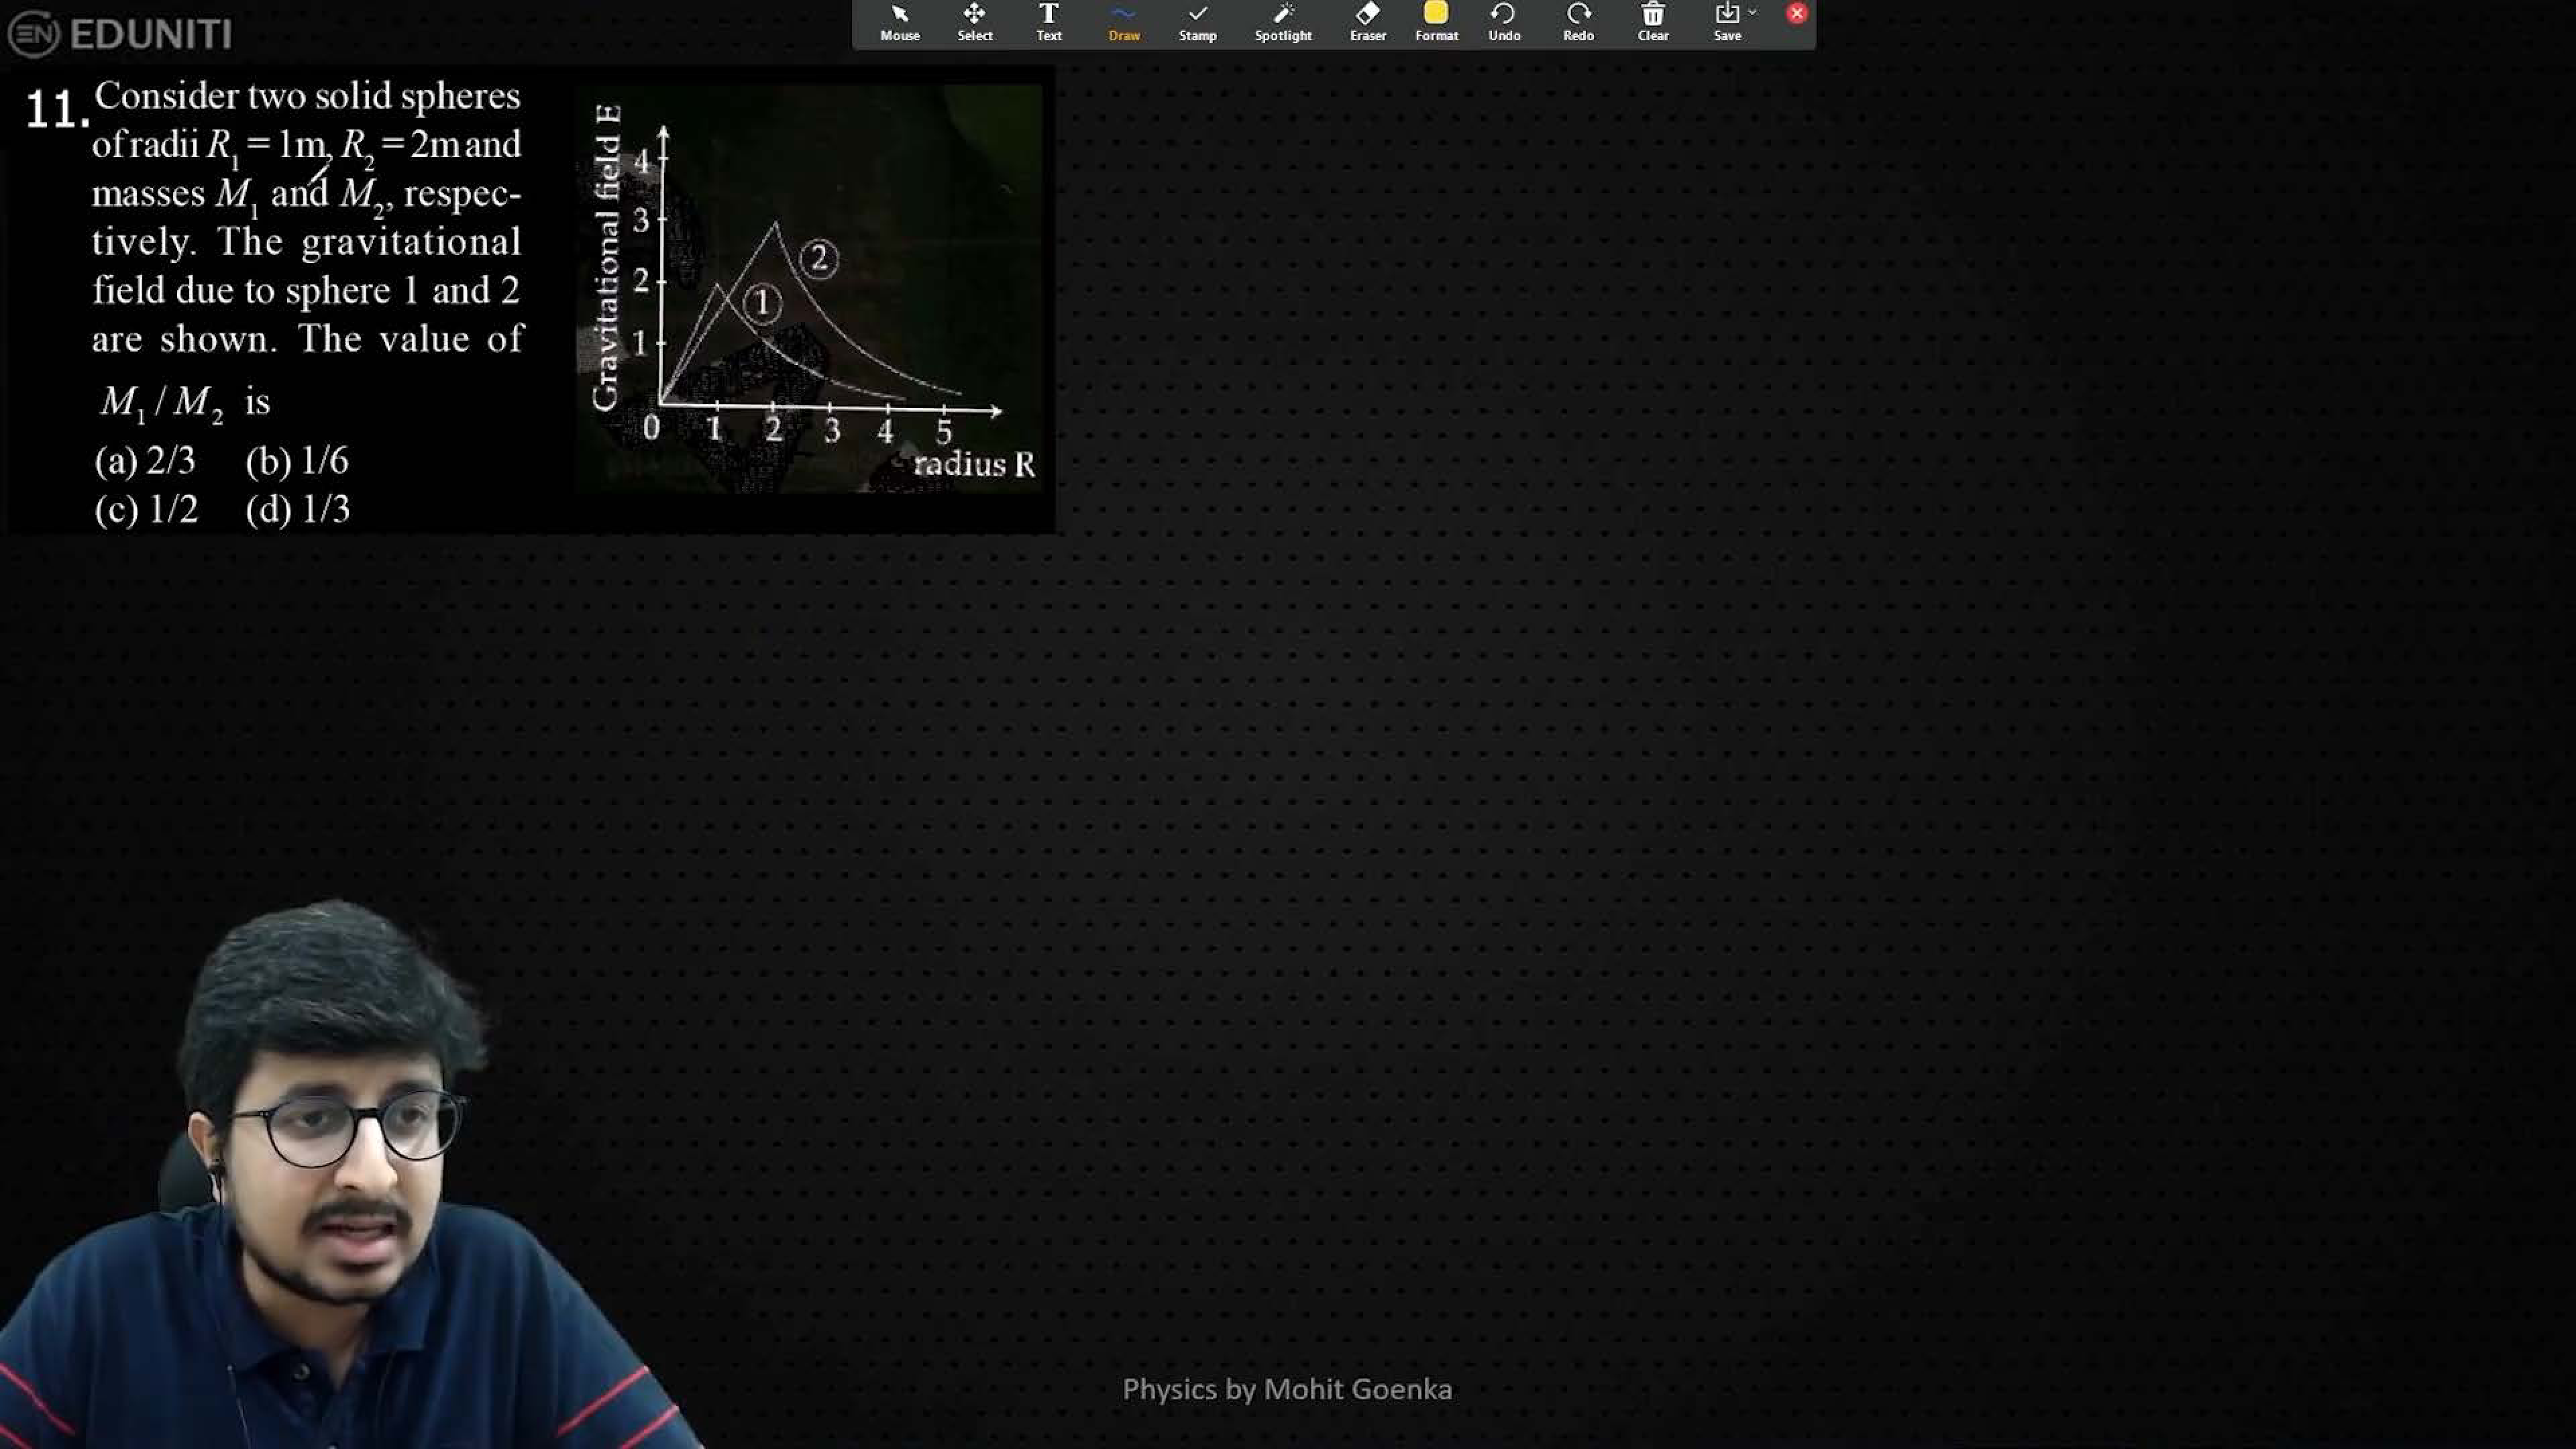 EN EDUNITI
Mouse Select Text Draw Stamp Spotlight Eraser Format Undo Redo Clear Save
11. Consider two solid spheres
of radii R₁ = 1m, R₂ = 2m and
masses M₁ and M₂, respec-
tively. The gravitational
field due to sphere 1 and 2
are shown. The value of
M₁ / M₂ is
(a) 2/3 (b) 1/6
(c) 1/2 (d) 1/3
Gravitational field E
4
3
2
1
② 
①
0 1 2 3 4 5
radius R
Physics by Mohit Goenka